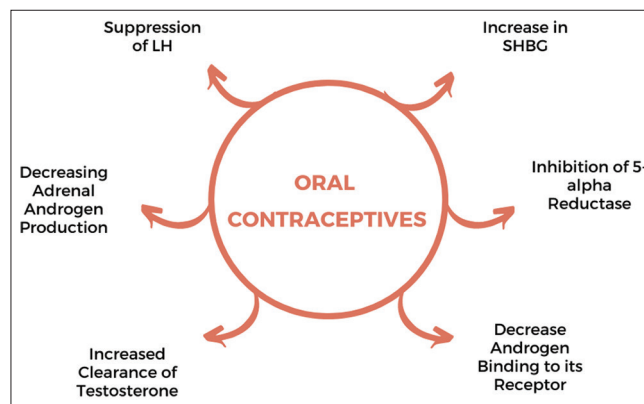 Suppression
of LH
Increase in
SHBG
Decreasing
Adrenal
Androgen
Production
ORAL
CONTRACEPTIVES
Inhibition of 5-
alpha
Reductase
Increased
Clearance of
Testosterone
Decrease
Androgen
Binding to its
Receptor